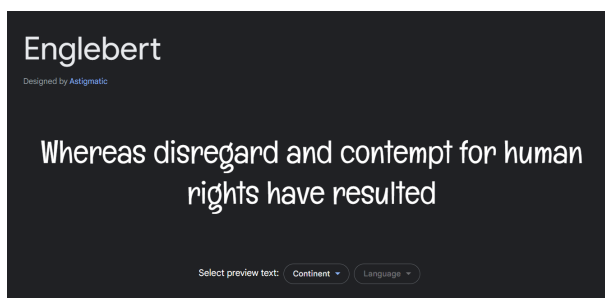 Englebert
Designed by Astigmatic
Whereas disregard and contempt for human
rights have resulted
Select preview text: Continent Language